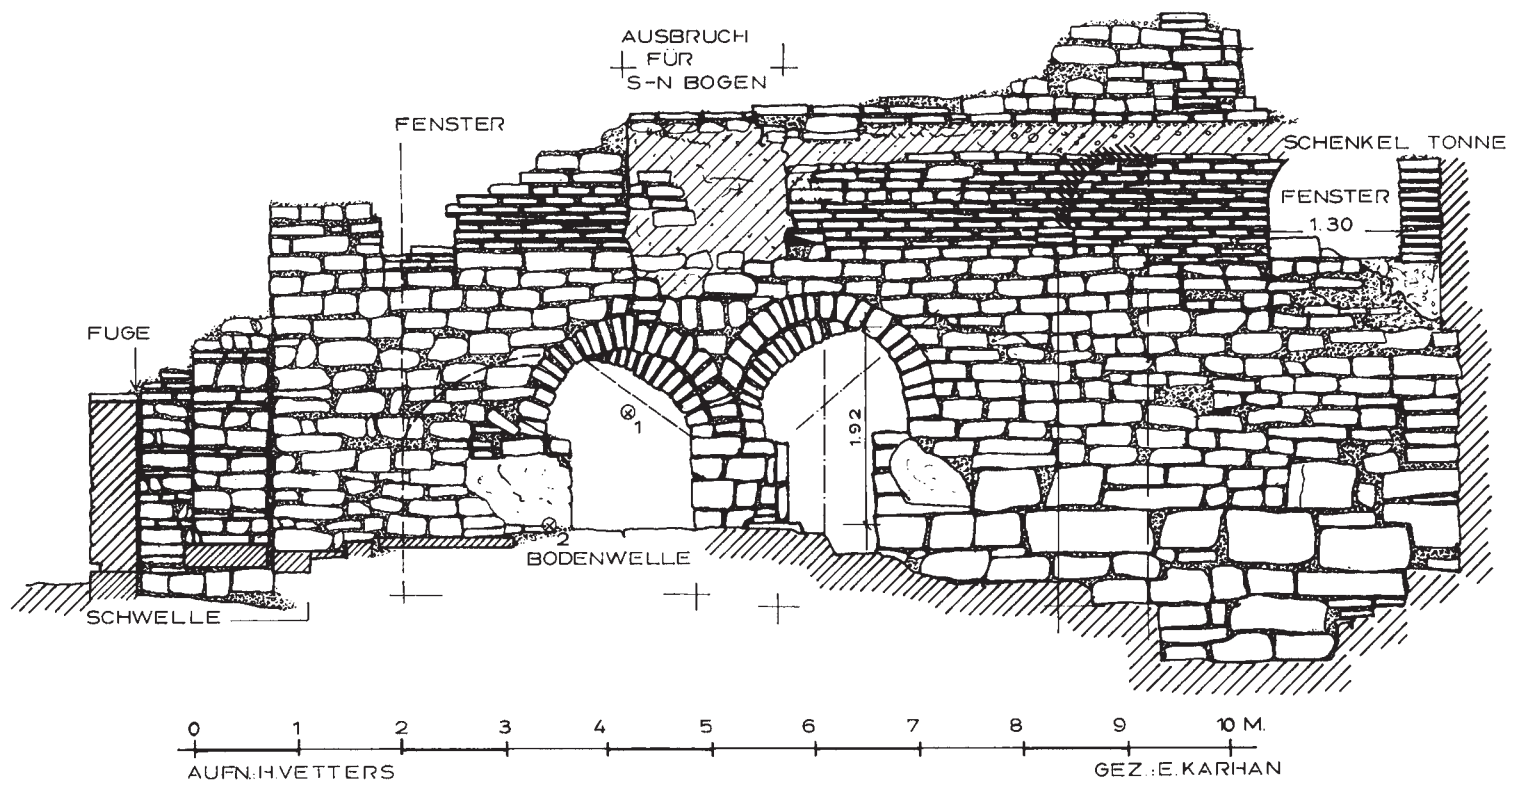 AUSBRUCH
FÜR
S-N BOGEN
FENSTER
SCHENKEL TONNE
FENSTER
1.30
FUGE
1
1.92
2
BODENWELLE
SCHWELLE
0 1 2 3 4 5 6 7 8 9 10 M.
AUFN.:H.VETTERS
GEZ.:E.KARHAN